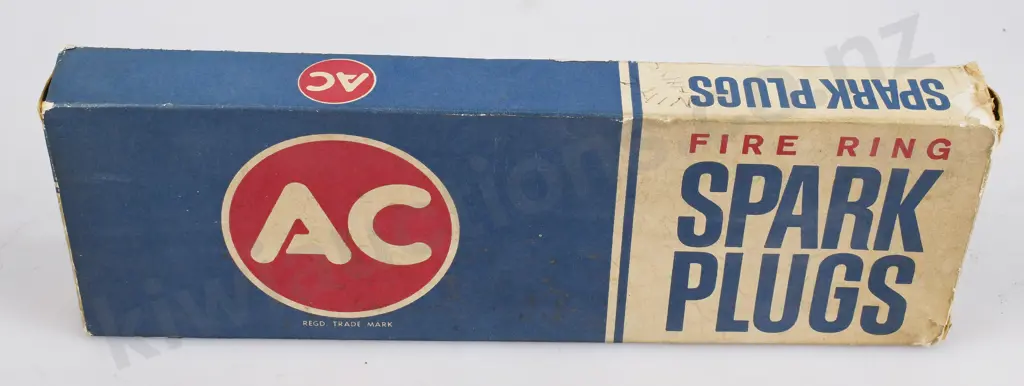 AC
SPARK PLUGS
FIRE RING
SPARK
PLUGS
AC
REGD. TRADE MARK